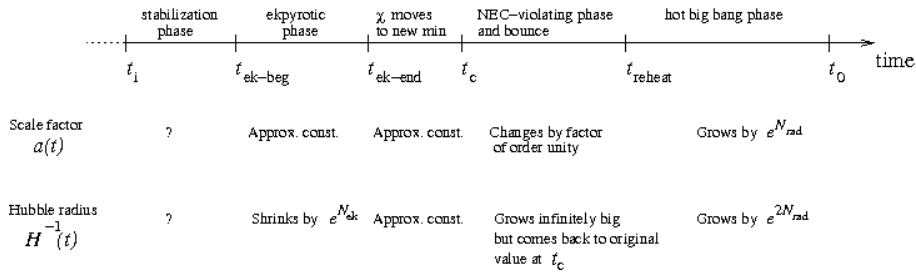 stabilization phase
ekpyrotic phase
χ moves to new min
NEC−violating phase and bounce
hot big bang phase
t_i
t_ek−beg
t_ek−end
t_c
t_reheat
t_0
time
Scale factor
a(t)
?
Approx. const.
Approx. const.
Changes by factor
of order unity
Grows by e^N_rad
Hubble radius
H^−1(t)
?
Shrinks by e^N_ek
Approx. const.
Grows infinitely big
but comes back to original
value at t_c
Grows by e^2N_rad